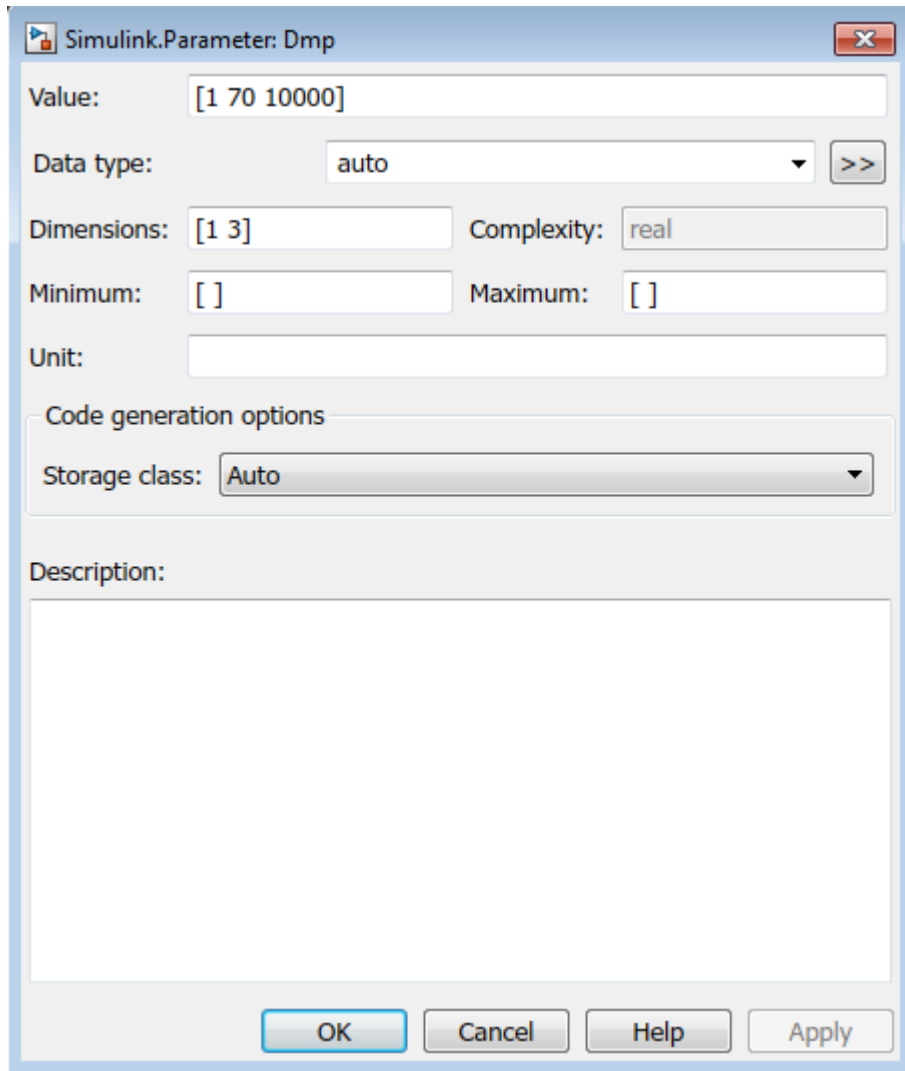 Simulink.Parameter: Dmp
Value: [1 70 10000]
Data type: auto >>
Dimensions: [1 3] Complexity: real
Minimum: [ ] Maximum: [ ]
Unit:
Code generation options
Storage class: Auto
Description:
OK Cancel Help Apply